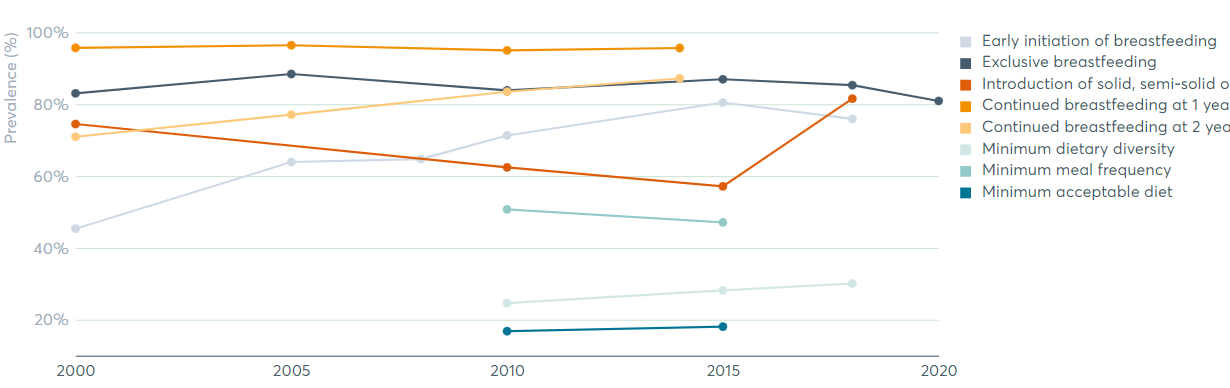 Prevalence (%)
100%
80%
60%
40%
20%
2000 2005 2010 2015 2020
Early initiation of breastfeeding
Exclusive breastfeeding
Introduction of solid, semi-solid o
Continued breastfeeding at 1 yea
Continued breastfeeding at 2 yea
Minimum dietary diversity
Minimum meal frequency
Minimum acceptable diet